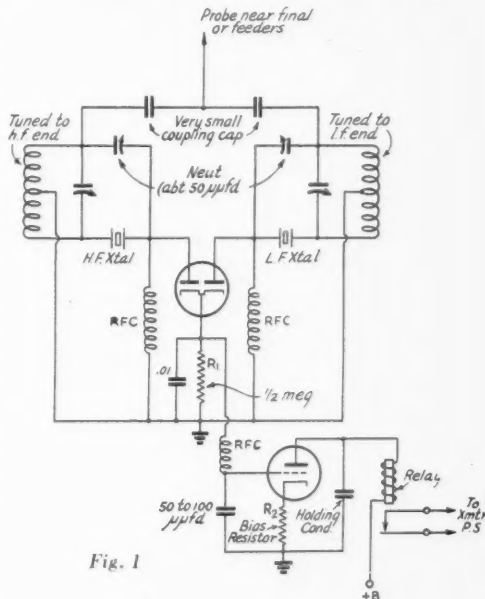 Probe near final
or feeders
Tuned to
h.f end
Very small
coupling cap
Tuned to
l.f. end
Neut
(abt 50 µµfd
H.F. Xtal
L.F. Xtal
RFC
RFC
.01
R1
1/2 meg
RFC
50 to 100
µµfd
R2
Bias
Resistor
Holding
Cond.
Relay
To
Xmtr
P.S.
+B
Fig. 1